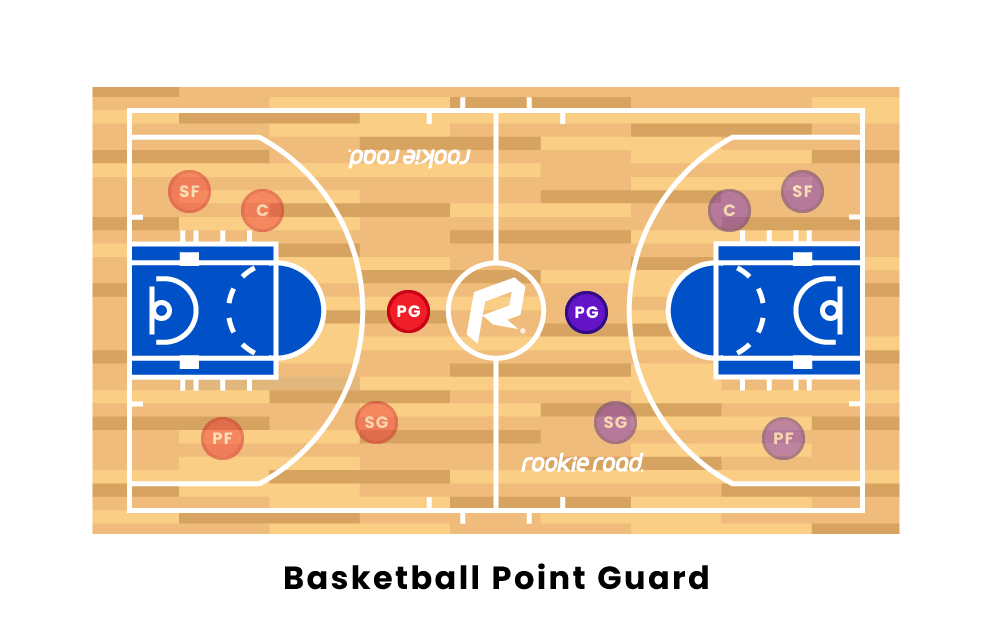 rookie road.
SF
C
C
SF
PG
R
PG
PF
SG
SG
PF
rookie road.
Basketball Point Guard